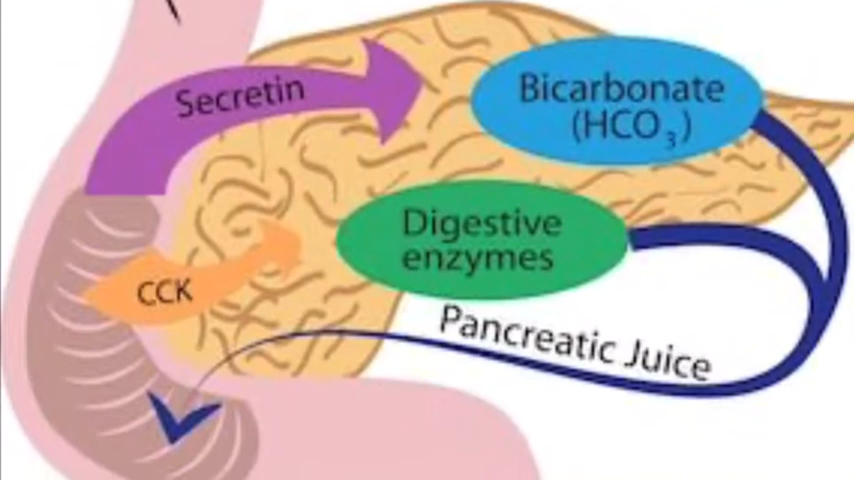 Secretin
Bicarbonate
(HCO₃)
Digestive
enzymes
CCK
Pancreatic Juice